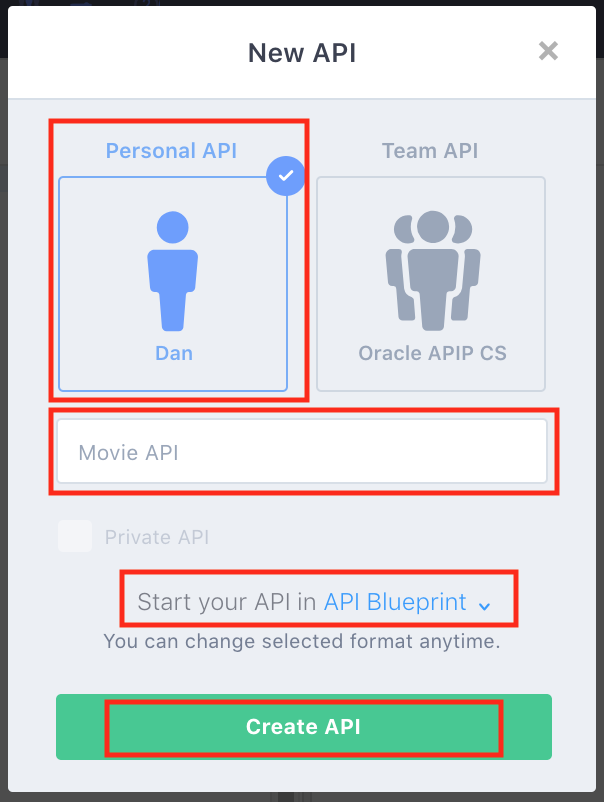 New API
Personal API
Team API
Dan
Oracle APIP CS
Movie API
Private API
Start your API in API Blueprint
You can change selected format anytime.
Create API